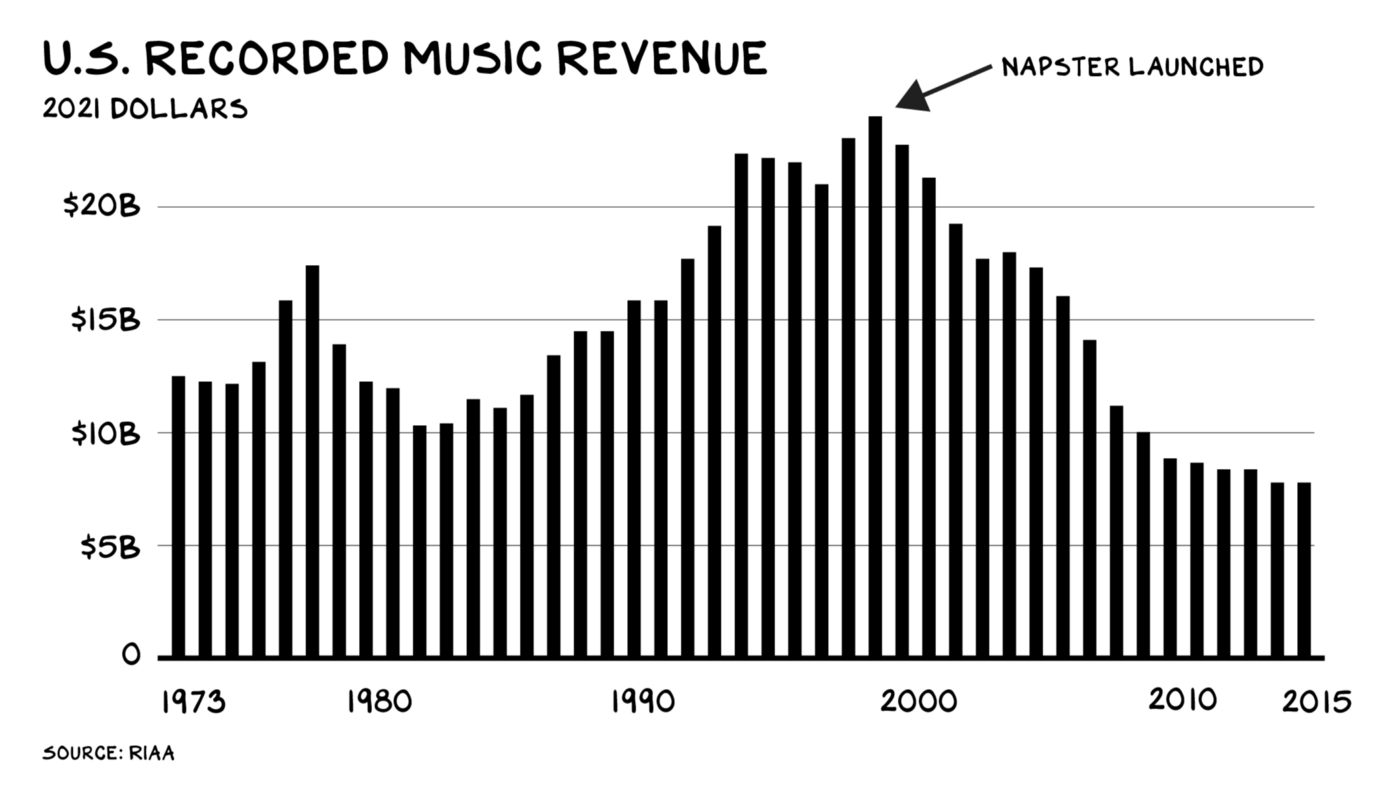 U.S. RECORDED MUSIC REVENUE
2021 DOLLARS
NAPSTER LAUNCHED
$20B
$15B
$10B
$5B
0
1973 1980 1990 2000 2010 2015
SOURCE: RIAA